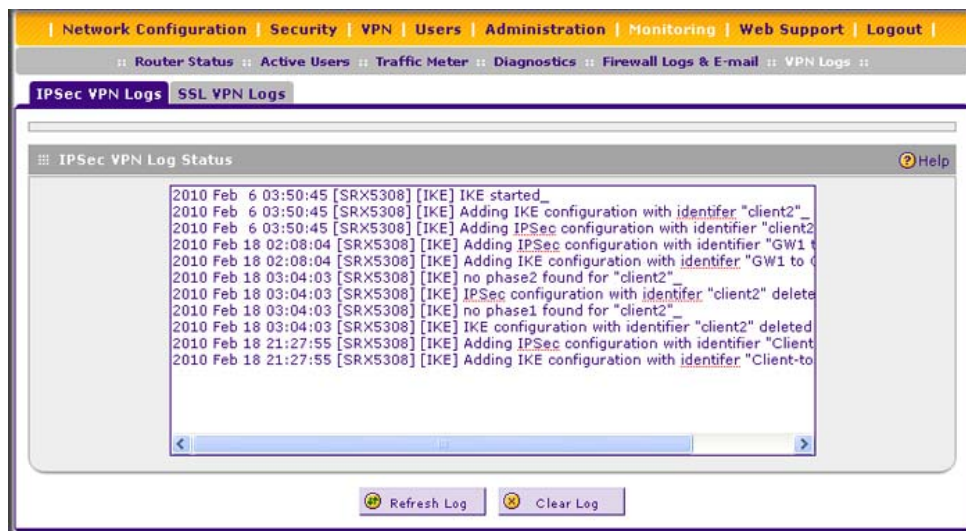 | Network Configuration | Security | VPN | Users | Administration | Monitoring | Web Support | Logout |
:: Router Status :: Active Users :: Traffic Meter :: Diagnostics :: Firewall Logs & E-mail :: VPN Logs ::
IPSec VPN Logs SSL VPN Logs
IPSec VPN Log Status ? Help
2010 Feb 6 03:50:45 [SRX5308] [IKE] IKE started_
2010 Feb 6 03:50:45 [SRX5308] [IKE] Adding IKE configuration with identifer "client2"_
2010 Feb 6 03:50:45 [SRX5308] [IKE] Adding IPSec configuration with identifier "client2
2010 Feb 18 02:08:04 [SRX5308] [IKE] Adding IPSec configuration with identifier "GW1 t
2010 Feb 18 02:08:04 [SRX5308] [IKE] Adding IKE configuration with identifer "GW1 to
2010 Feb 18 03:04:03 [SRX5308] [IKE] no phase2 found for "client2"_
2010 Feb 18 03:04:03 [SRX5308] [IKE] IPSec configuration with identifer "client2" delete
2010 Feb 18 03:04:03 [SRX5308] [IKE] no phase1 found for "client2"_
2010 Feb 18 03:04:03 [SRX5308] [IKE] IKE configuration with identifier "client2" deleted
2010 Feb 18 21:27:55 [SRX5308] [IKE] Adding IPSec configuration with identifier "Client
2010 Feb 18 21:27:55 [SRX5308] [IKE] Adding IKE configuration with identifer "Client-to
Refresh Log Clear Log